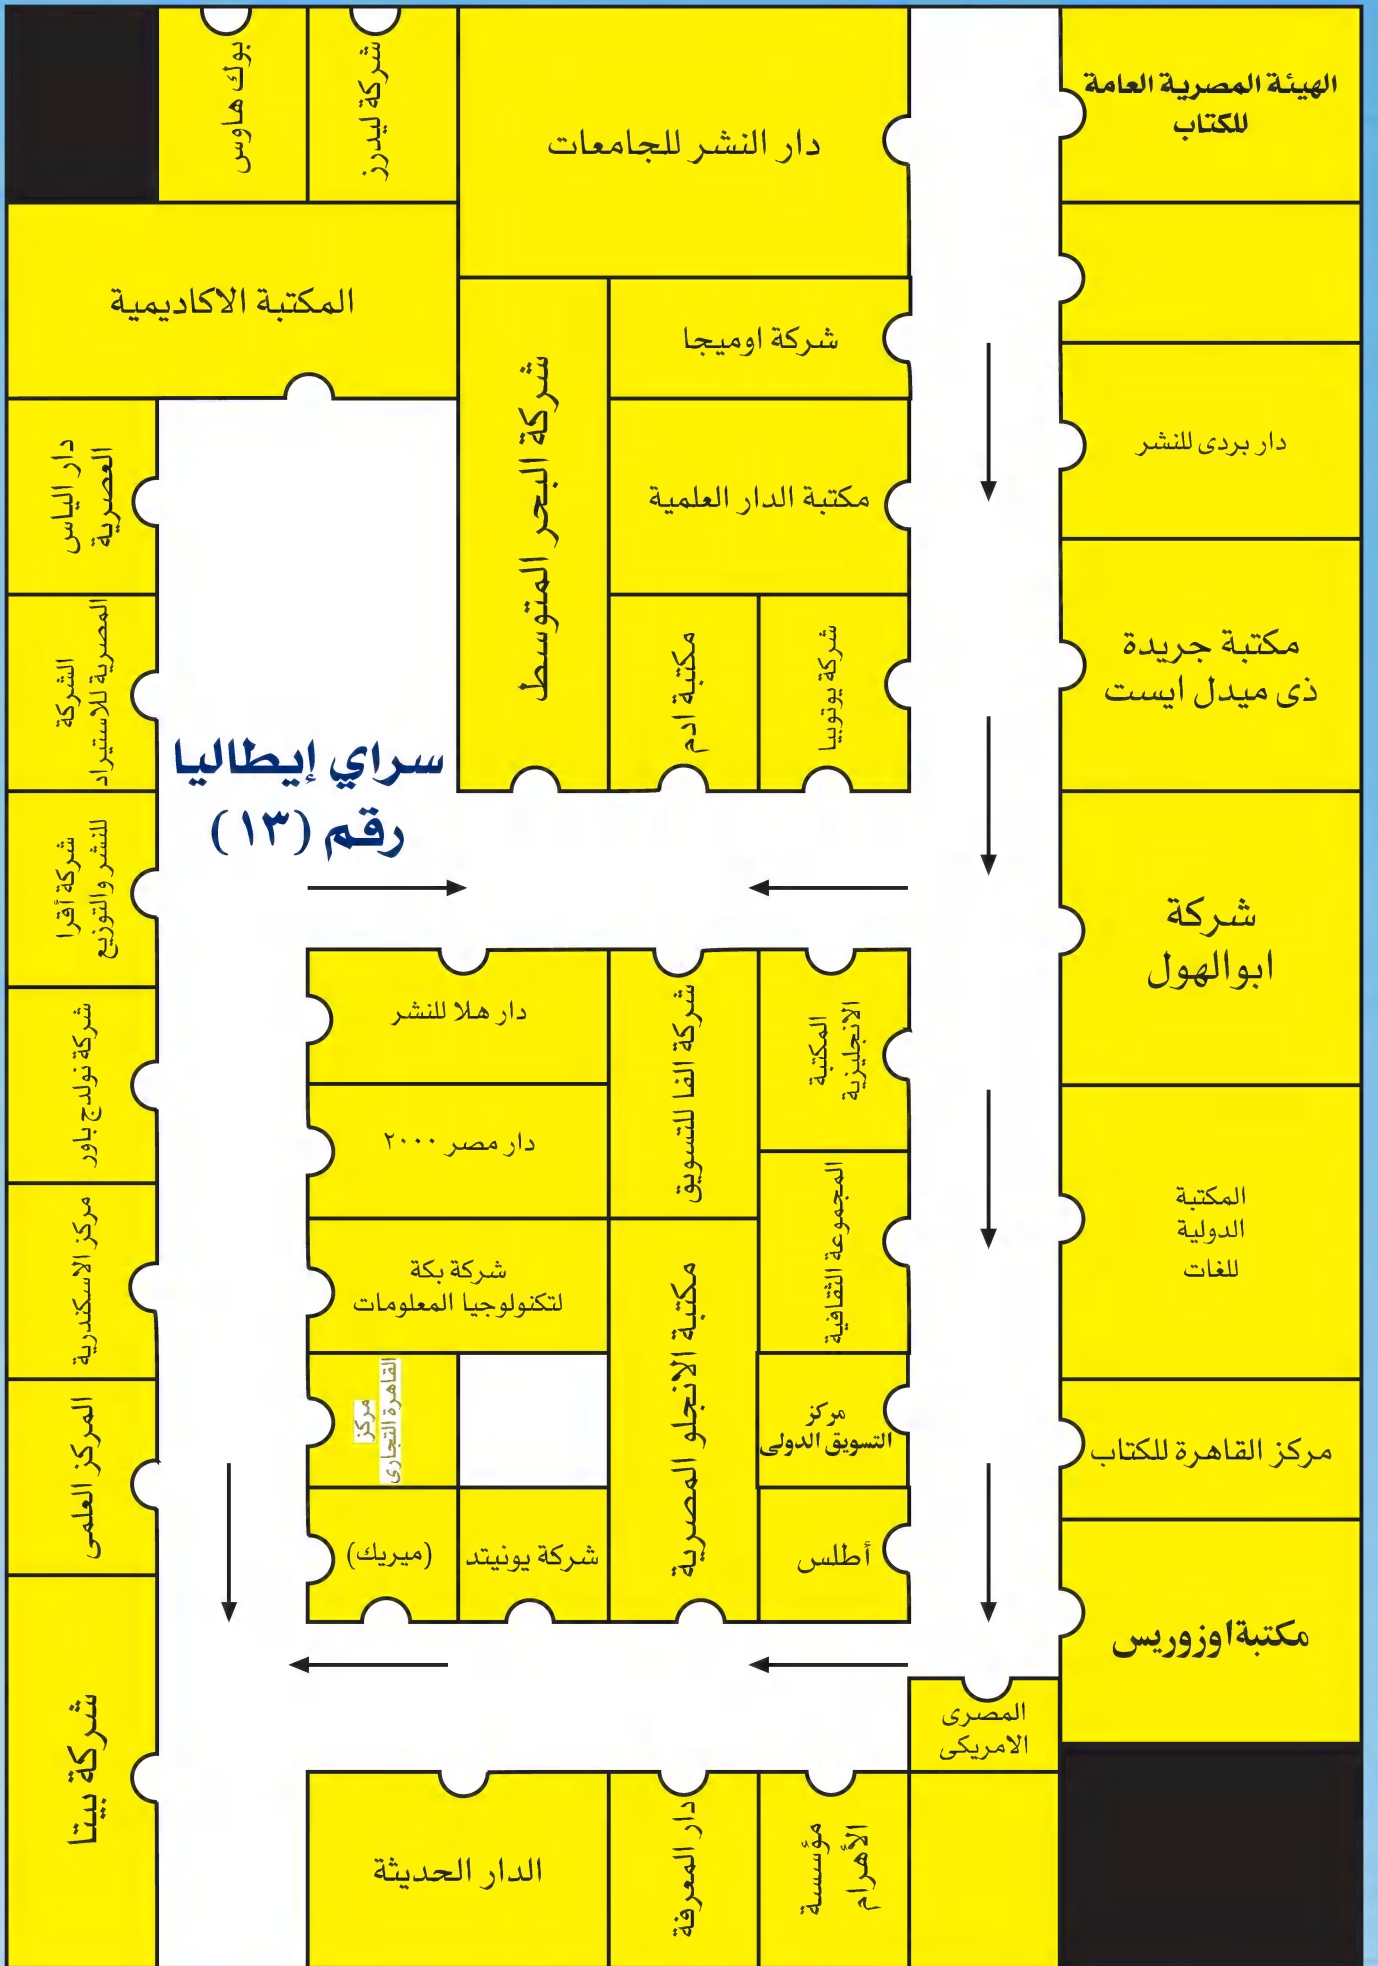 الهيئة المصرية العامة
للكتاب
دار النشر للجامعات
شركة ليدرز
بوك هاوس
المكتبة الاكاديمية
شركة اوميجا
شركة البحر المتوسط
دار بردى للنشر
مكتبة الدار العلمية
دار الياس
العصرية
مكتبة جريدة
ذى ميدل ايست
شركة يوتوبيا
مكتبة ادم
الشركة
المصرية للاستيراد
سراي إيطاليا
رقم (١٣)
شركة أقرا
للنشر والتوزيع
شركة
ابوالهول
المكتبة
الانجليزية
شركة الفا للتسويق
دار هلا للنشر
شركة نولدج باور
دار مصر ٢٠٠٠
المكتبة
الدولية
للغات
المجموعة الثقافية
مكتبة الانجلو المصرية
شركة بكة
لتكنولوجيا المعلومات
مركز الاسكندرية
مركز القاهرة للكتاب
مركز
التسويق الدولى
مركز
القاهرة التجارى
المركز العلمى
أطلس
شركة يونيتد
(ميريك)
مكتبةاوزوريس
المصرى
الامريكى
شركة بيتا
مؤسسة
الأهرام
دار المعرفة
الدار الحديثة